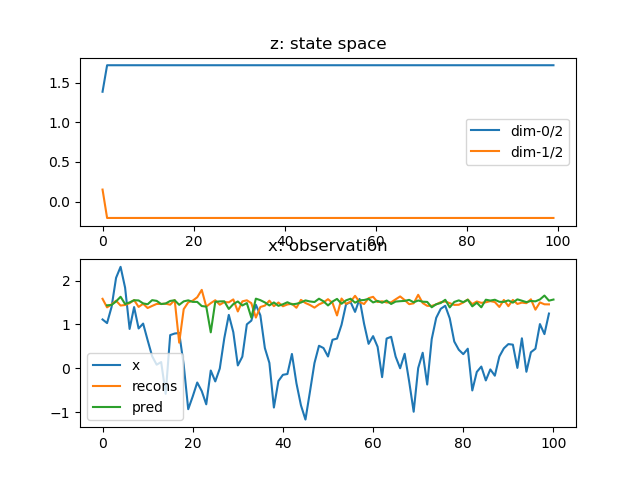 z: state space
1.5
1.0
0.5
0.0
dim-0/2
dim-1/2
0 20 40 60 80 100
x: observation
2
1
0
−1
x
recons
pred
0 20 40 60 80 100